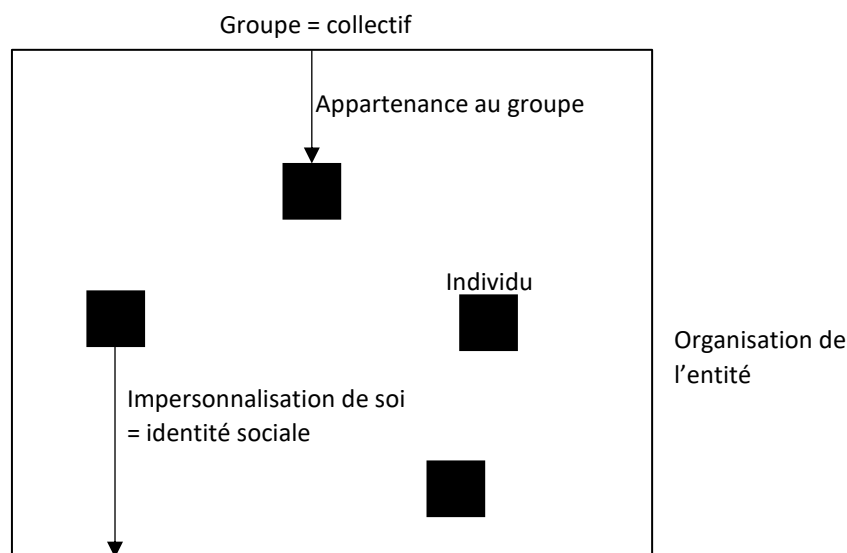 Groupe = collectif
Appartenance au groupe
Individu
Organisation de
l’entité
Impersonnalisation de soi
= identité sociale